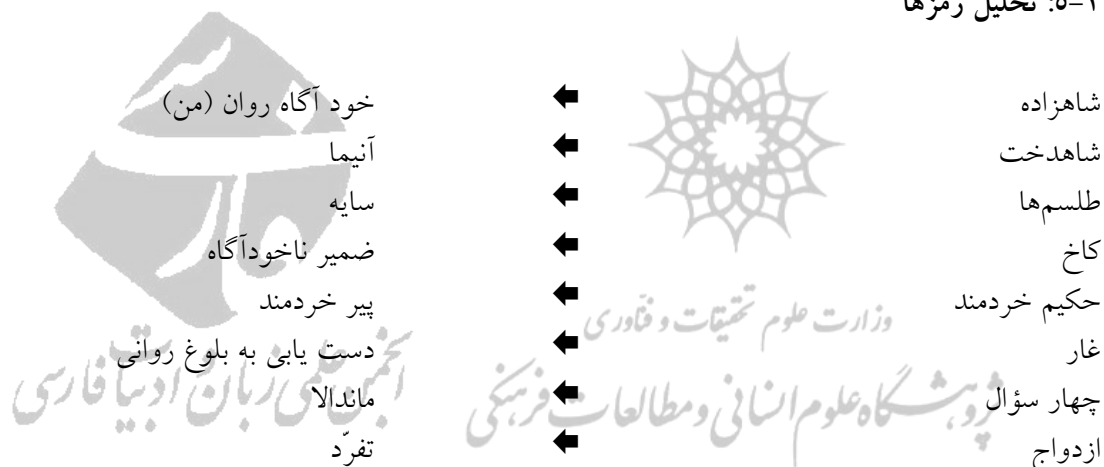 ۱-۵: تحلیل رمزها
شاهزاده ← خود آگاه روان (من)
شاهدخت ← آنیما
طلسم‌ها ← سایه
کاخ ← ضمیر ناخودآگاه
حکیم خردمند ← پیر خردمند
وزارت علوم تحقیقات و فناوری
غار ← دست یابی به بلوغ روانی
چهار سؤال ← ماندالا
پژوهشگاه علوم انسانی و مطالعات فرهنگی
انجمن علمی زبان و ادبیات فارسی
ازدواج ← تفرّد